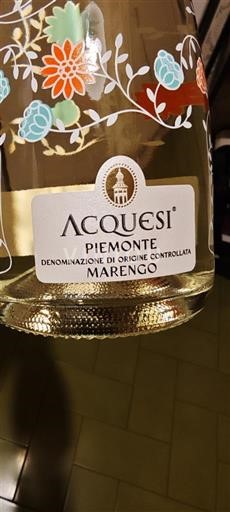 ACQUESI®
PIEMONTE
DENOMINAZIONE DI ORIGINE CONTROLLATA
MARENGO